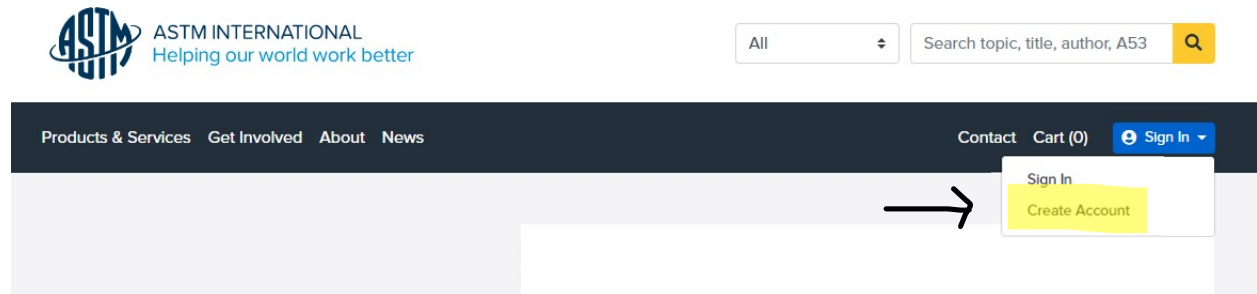 ASTM
ASTM INTERNATIONAL
Helping our world work better
All
Search topic, title, author, A53
Products & Services Get Involved About News
Contact Cart (0) Sign In
Sign In
Create Account